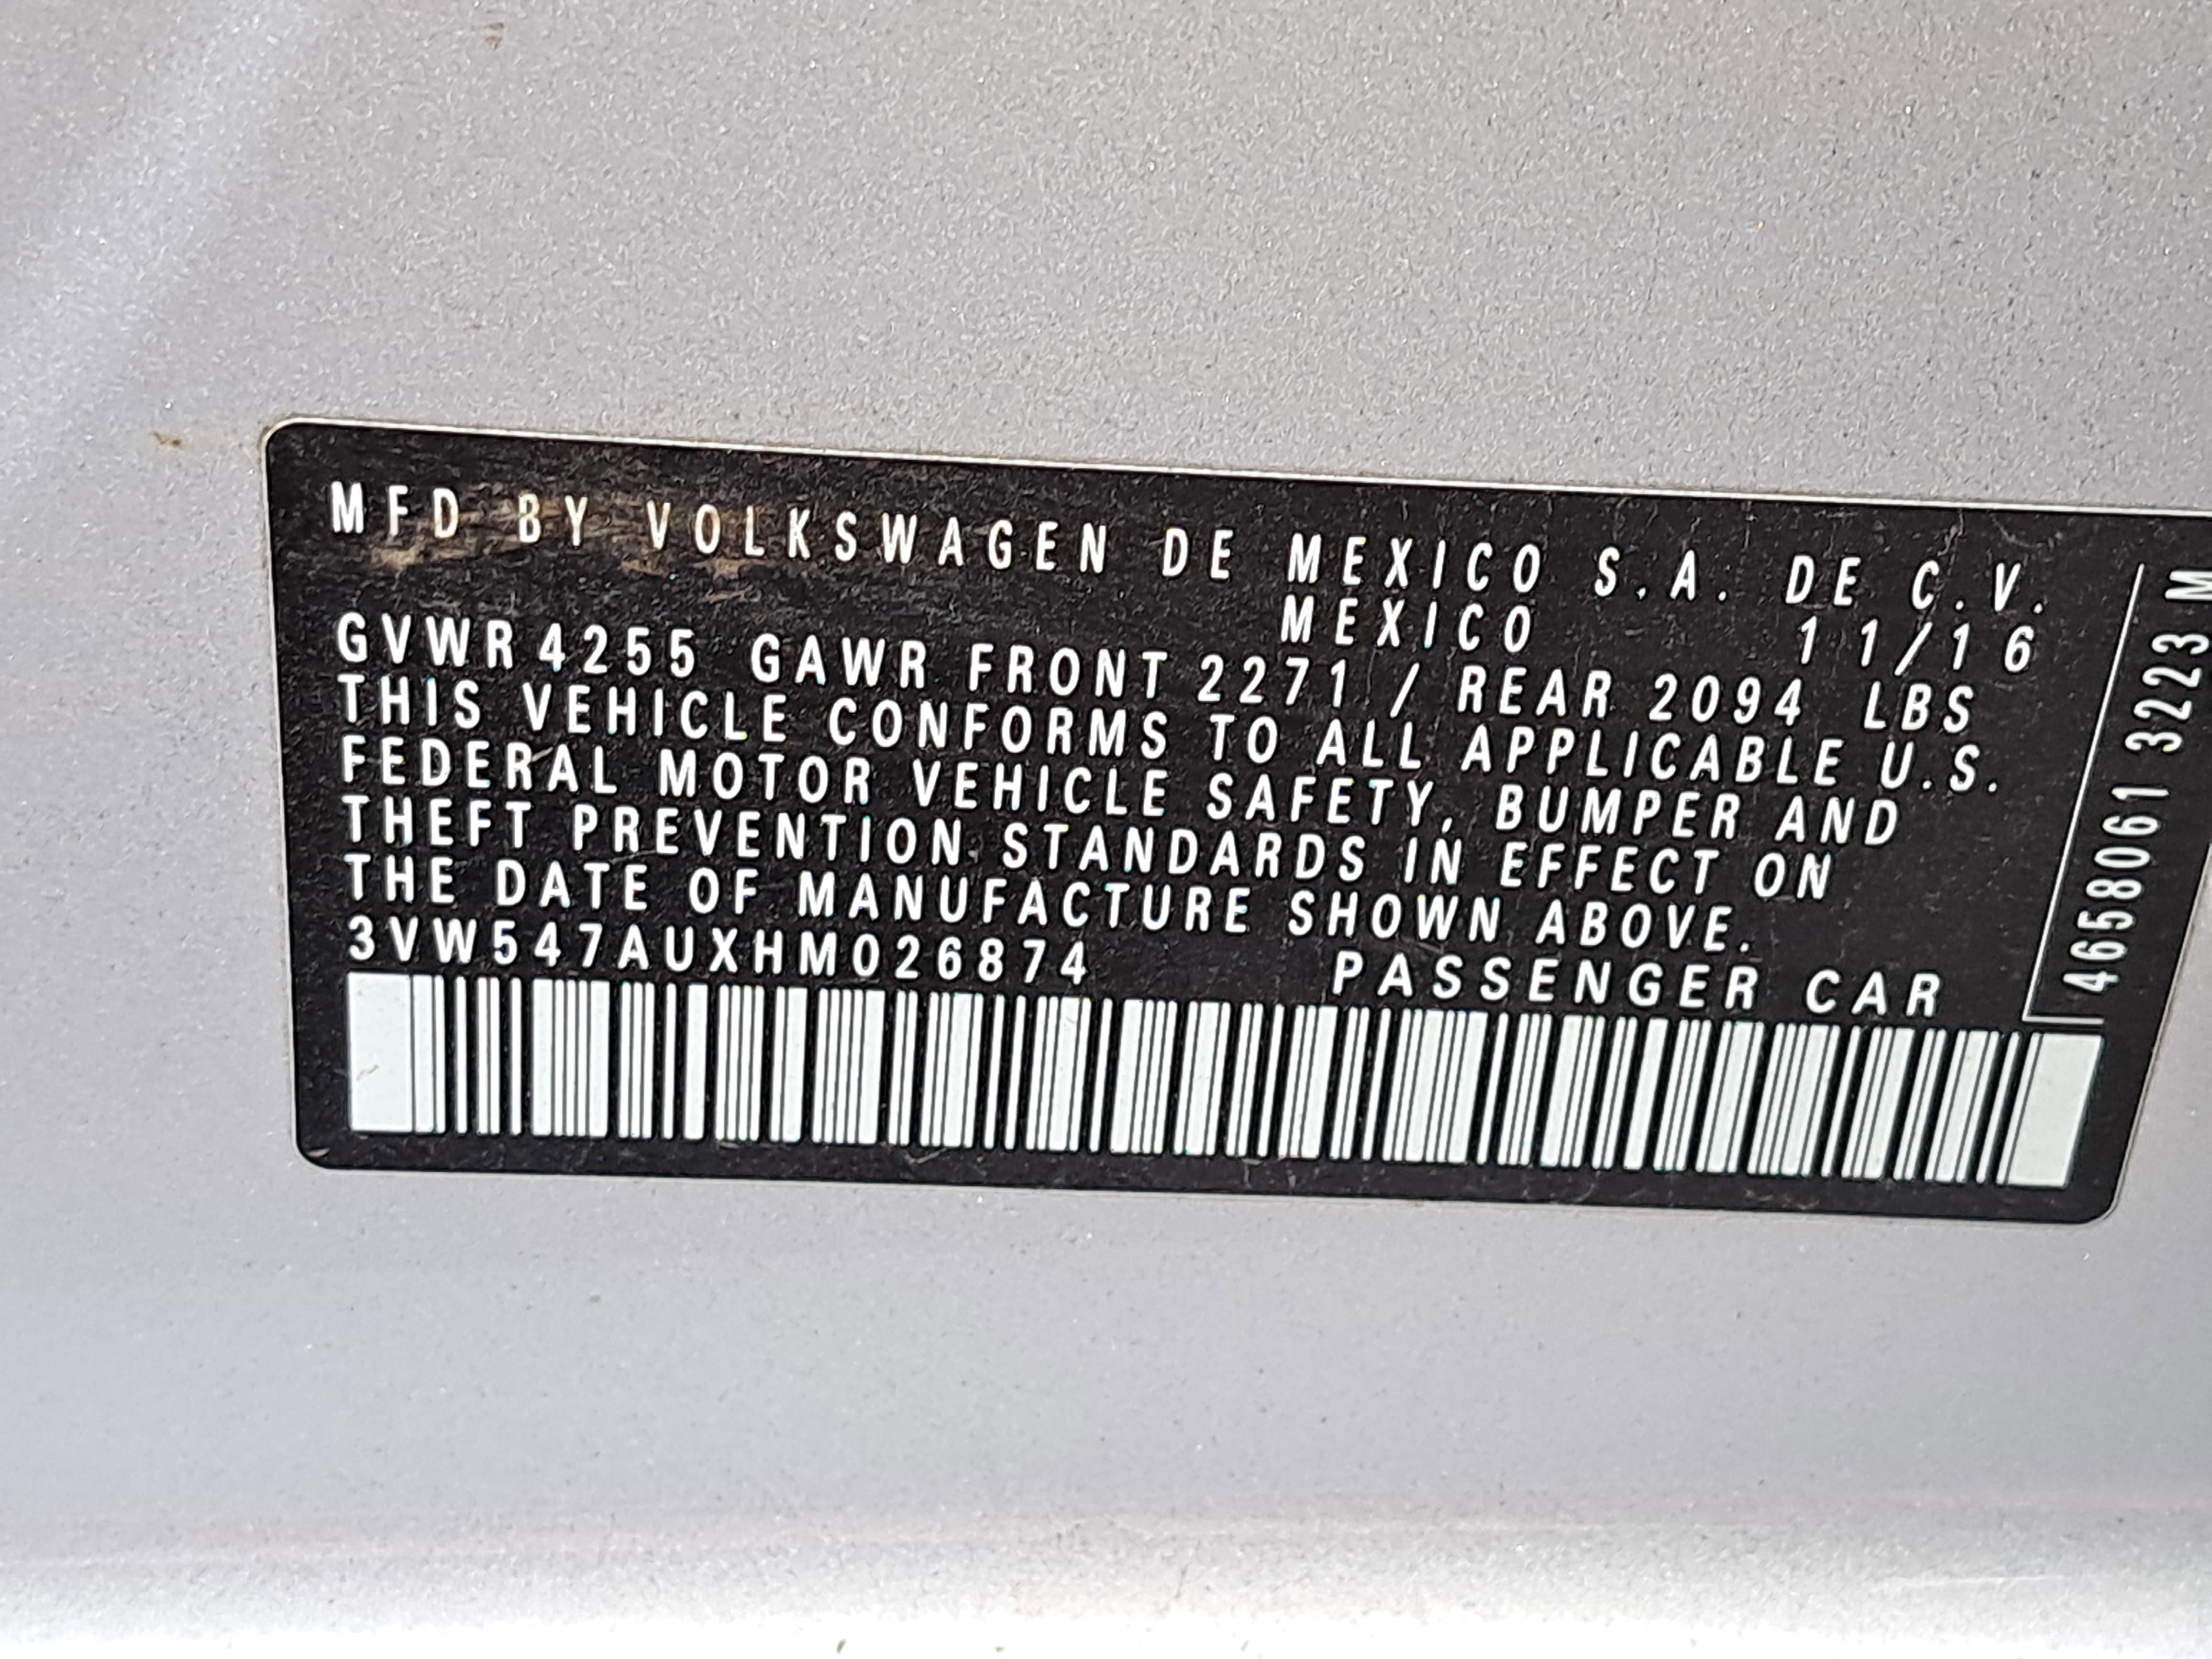 MFD BY VOLKSWAGEN DE MEXICO S.A. DE C.V.
MEXICO 11/16
GVWR 4255 GAWR FRONT 2271 / REAR 2094 LBS
THIS VEHICLE CONFORMS TO ALL APPLICABLE U.S.
FEDERAL MOTOR VEHICLE SAFETY, BUMPER AND
THEFT PREVENTION STANDARDS IN EFFECT ON
THE DATE OF MANUFACTURE SHOWN ABOVE.
3VW547AUXHM026874 PASSENGER CAR
4658061 3223 M